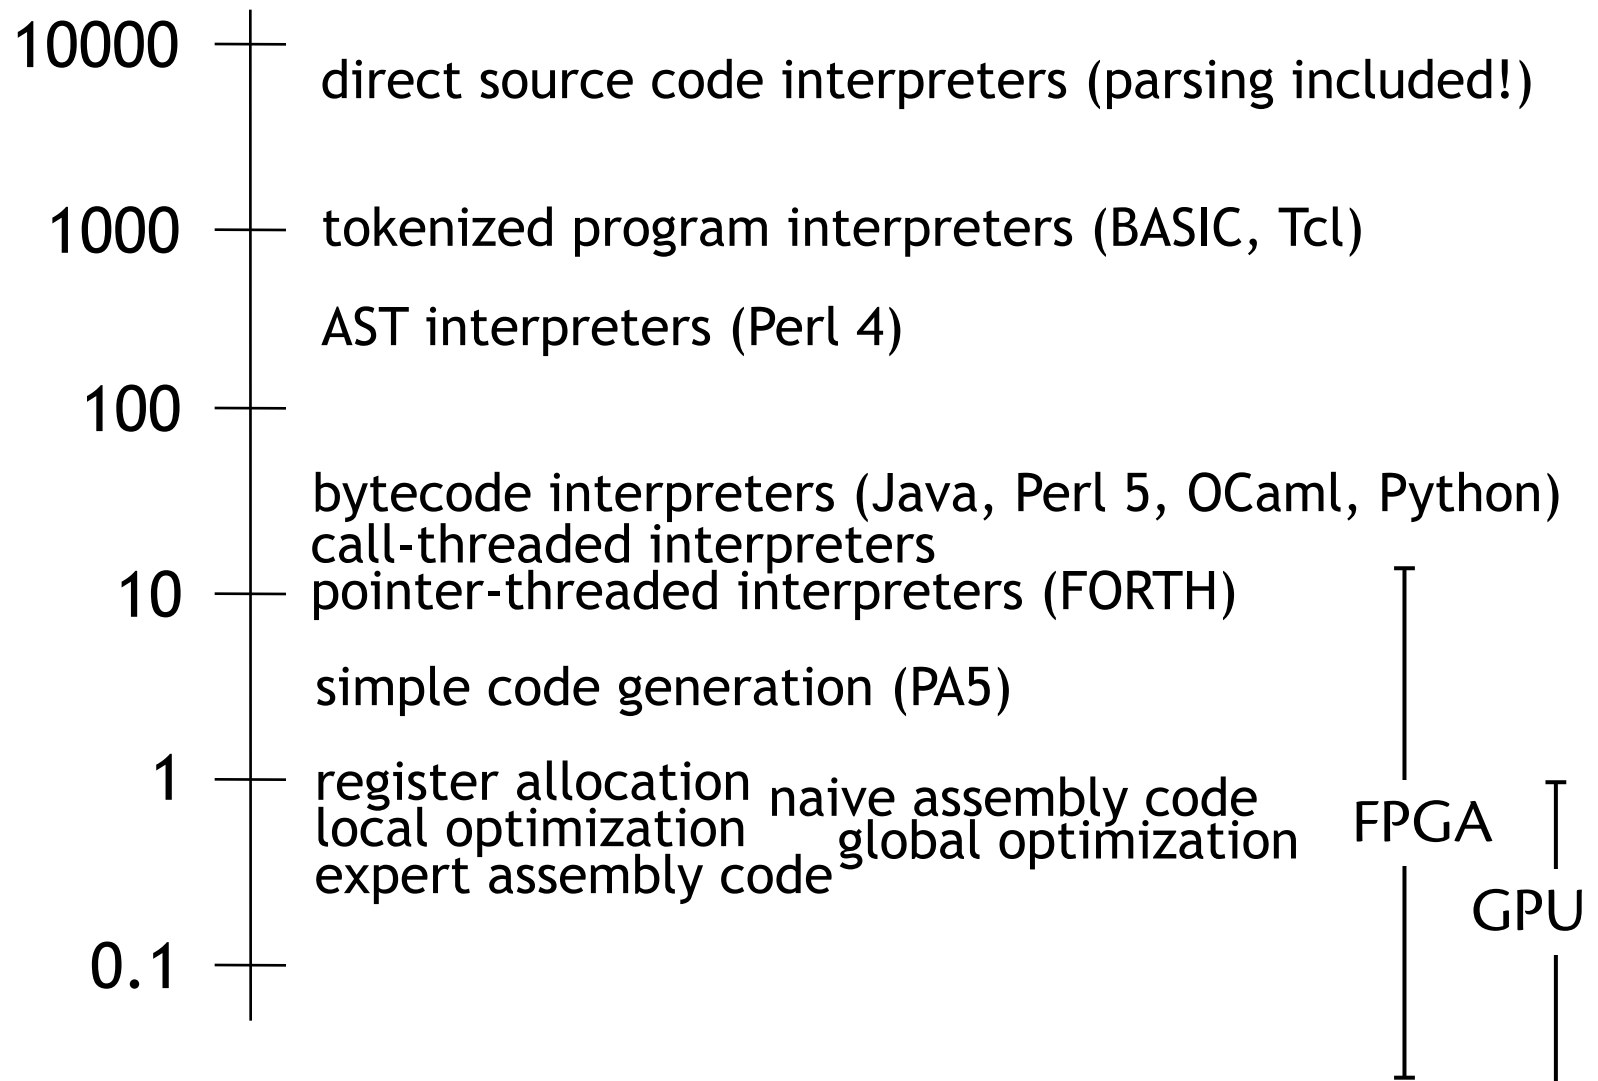 10000
direct source code interpreters (parsing included!)
1000
tokenized program interpreters (BASIC, Tcl)
AST interpreters (Perl 4)
100
bytecode interpreters (Java, Perl 5, OCaml, Python)
call-threaded interpreters
10
pointer-threaded interpreters (FORTH)
simple code generation (PA5)
1
register allocation
naive assembly code
local optimization
global optimization
FPGA
expert assembly code
GPU
0.1